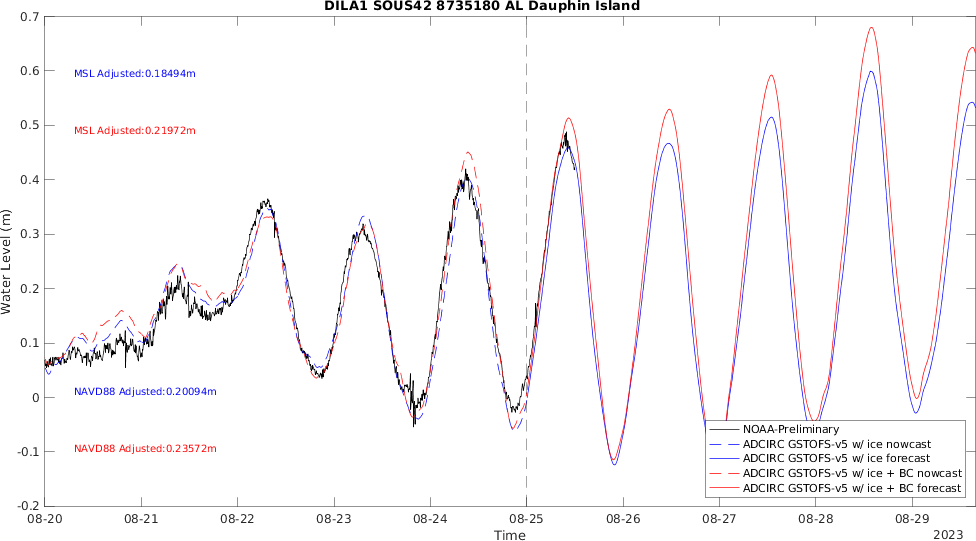 DILA1 SOUS42 8735180 AL Dauphin Island
0.7
0.6
0.5
0.4
0.3
0.2
0.1
0
-0.1
-0.2
Water Level (m)
MSL Adjusted:0.18494m
MSL Adjusted:0.21972m
NAVD88 Adjusted:0.20094m
NAVD88 Adjusted:0.23572m
NOAA-Preliminary
ADCIRC GSTOFS-v5 w/ ice nowcast
ADCIRC GSTOFS-v5 w/ ice forecast
ADCIRC GSTOFS-v5 w/ ice + BC nowcast
ADCIRC GSTOFS-v5 w/ ice + BC forecast
08-20 08-21 08-22 08-23 08-24 08-25 08-26 08-27 08-28 08-29
Time
2023